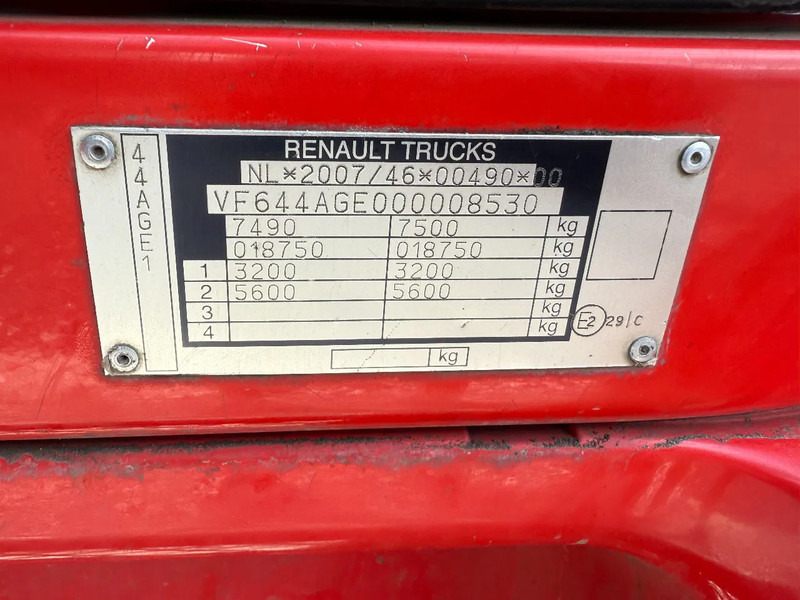 44AGE1
RENAULT TRUCKS
NL*2007/46*00490*00
VF644AGE000008530
7490 7500 kg
018750 018750 kg
1 3200 3200 kg
2 5600 5600 kg
3 kg
4 kg
E2 29/C
kg